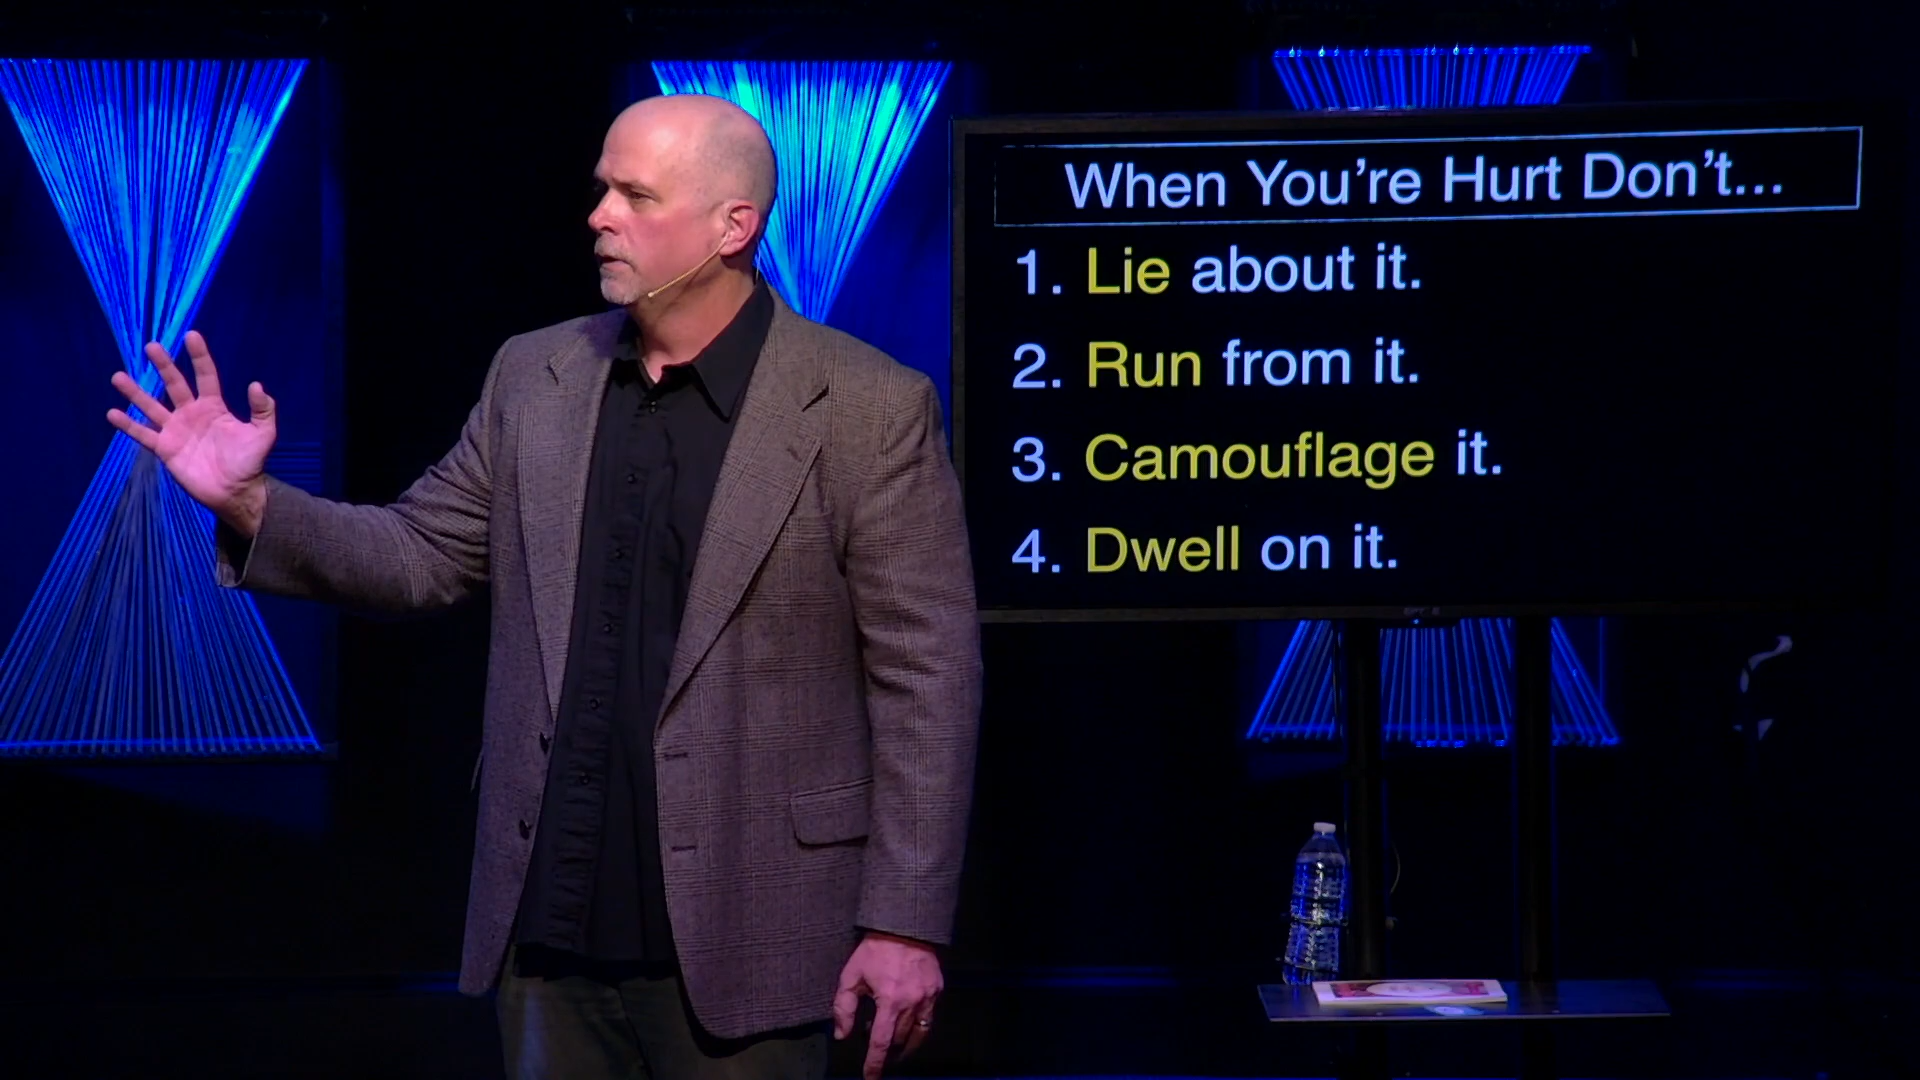 When You’re Hurt Don’t...
1. Lie about it.
2. Run from it.
3. Camouflage it.
4. Dwell on it.